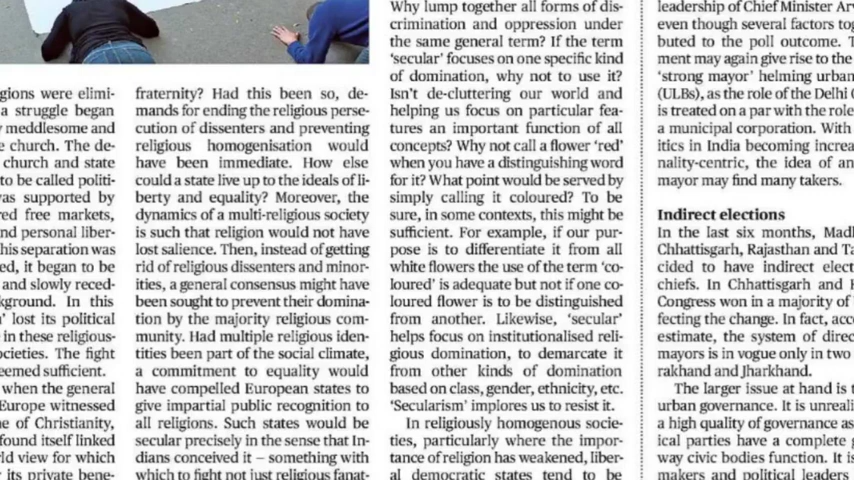 gions were elimi-
a struggle began
meddlesome and
e church. The de-
church and state
to be called politi-
was supported by
red free markets,
and personal liber-
his separation was
ed, it began to be
and slowly reced-
kground. In this
lost its political
in these religious-
ocieties. The fight
eemed sufficient.
when the general
Europe witnessed
ne of Christianity,
found itself linked
ld view for which
its private bene-
fraternity? Had this been so, de-
mands for ending the religious perse-
cution of dissenters and preventing
religious homogenisation would
have been immediate. How else
could a state live up to the ideals of li-
berty and equality? Moreover, the
dynamics of a multi-religious society
is such that religion would not have
lost salience. Then, instead of getting
rid of religious dissenters and minor-
ities, a general consensus might have
been sought to prevent their domina-
tion by the majority religious com-
munity. Had multiple religious iden-
tities been part of the social climate,
a commitment to equality would
have compelled European states to
give impartial public recognition to
all religions. Such states would be
secular precisely in the sense that In-
dians conceived it – something with
which to fight not just religious fanat-
Why lump together all forms of dis-
crimination and oppression under
the same general term? If the term
‘secular’ focuses on one specific kind
of domination, why not to use it?
Isn’t de-cluttering our world and
helping us focus on particular fea-
tures an important function of all
concepts? Why not call a flower ‘red’
when you have a distinguishing word
for it? What point would be served by
simply calling it coloured? To be
sure, in some contexts, this might be
sufficient. For example, if our pur-
pose is to differentiate it from all
white flowers the use of the term ‘co-
loured’ is adequate but not if one co-
loured flower is to be distinguished
from another. Likewise, ‘secular’
helps focus on institutionalised reli-
gious domination, to demarcate it
from other kinds of domination
based on class, gender, ethnicity, etc.
‘Secularism’ implores us to resist it.
In religiously homogenous socie-
ties, particularly where the impor-
tance of religion has weakened, liber-
al democratic states tend to be
leadership of Chief Minister Arv
even though several factors tog
buted to the poll outcome. T
ment may again give rise to the
‘strong mayor’ helming urban
(ULBs), as the role of the Delhi C
is treated on a par with the role
a municipal corporation. With
itics in India becoming increa
nality-centric, the idea of an
mayor may find many takers.
Indirect elections
In the last six months, Madh
Chhattisgarh, Rajasthan and Ta
cided to have indirect elect
chiefs. In Chhattisgarh and R
Congress won in a majority of
fecting the change. In fact, acco
estimate, the system of direc
mayors is in vogue only in two
rakhand and Jharkhand.
The larger issue at hand is t
urban governance. It is unreali
a high quality of governance as
ical parties have a complete g
way civic bodies function. It is
makers and political leaders